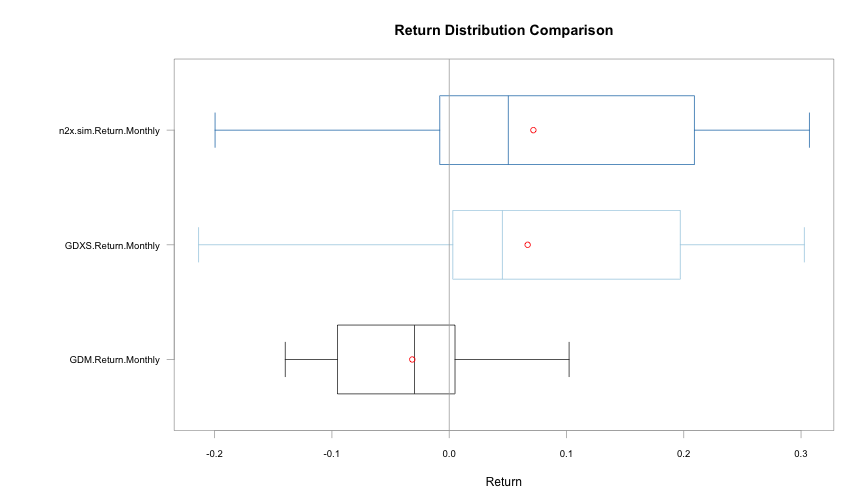 Return Distribution Comparison
n2x.sim.Return.Monthly
GDXS.Return.Monthly
GDM.Return.Monthly
-0.2 -0.1 0.0 0.1 0.2 0.3
Return